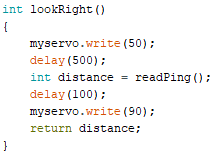 int lookRight()
{
    myservo.write(50);
    delay(500);
    int distance = readPing();
    delay(100);
    myservo.write(90);
    return distance;
}